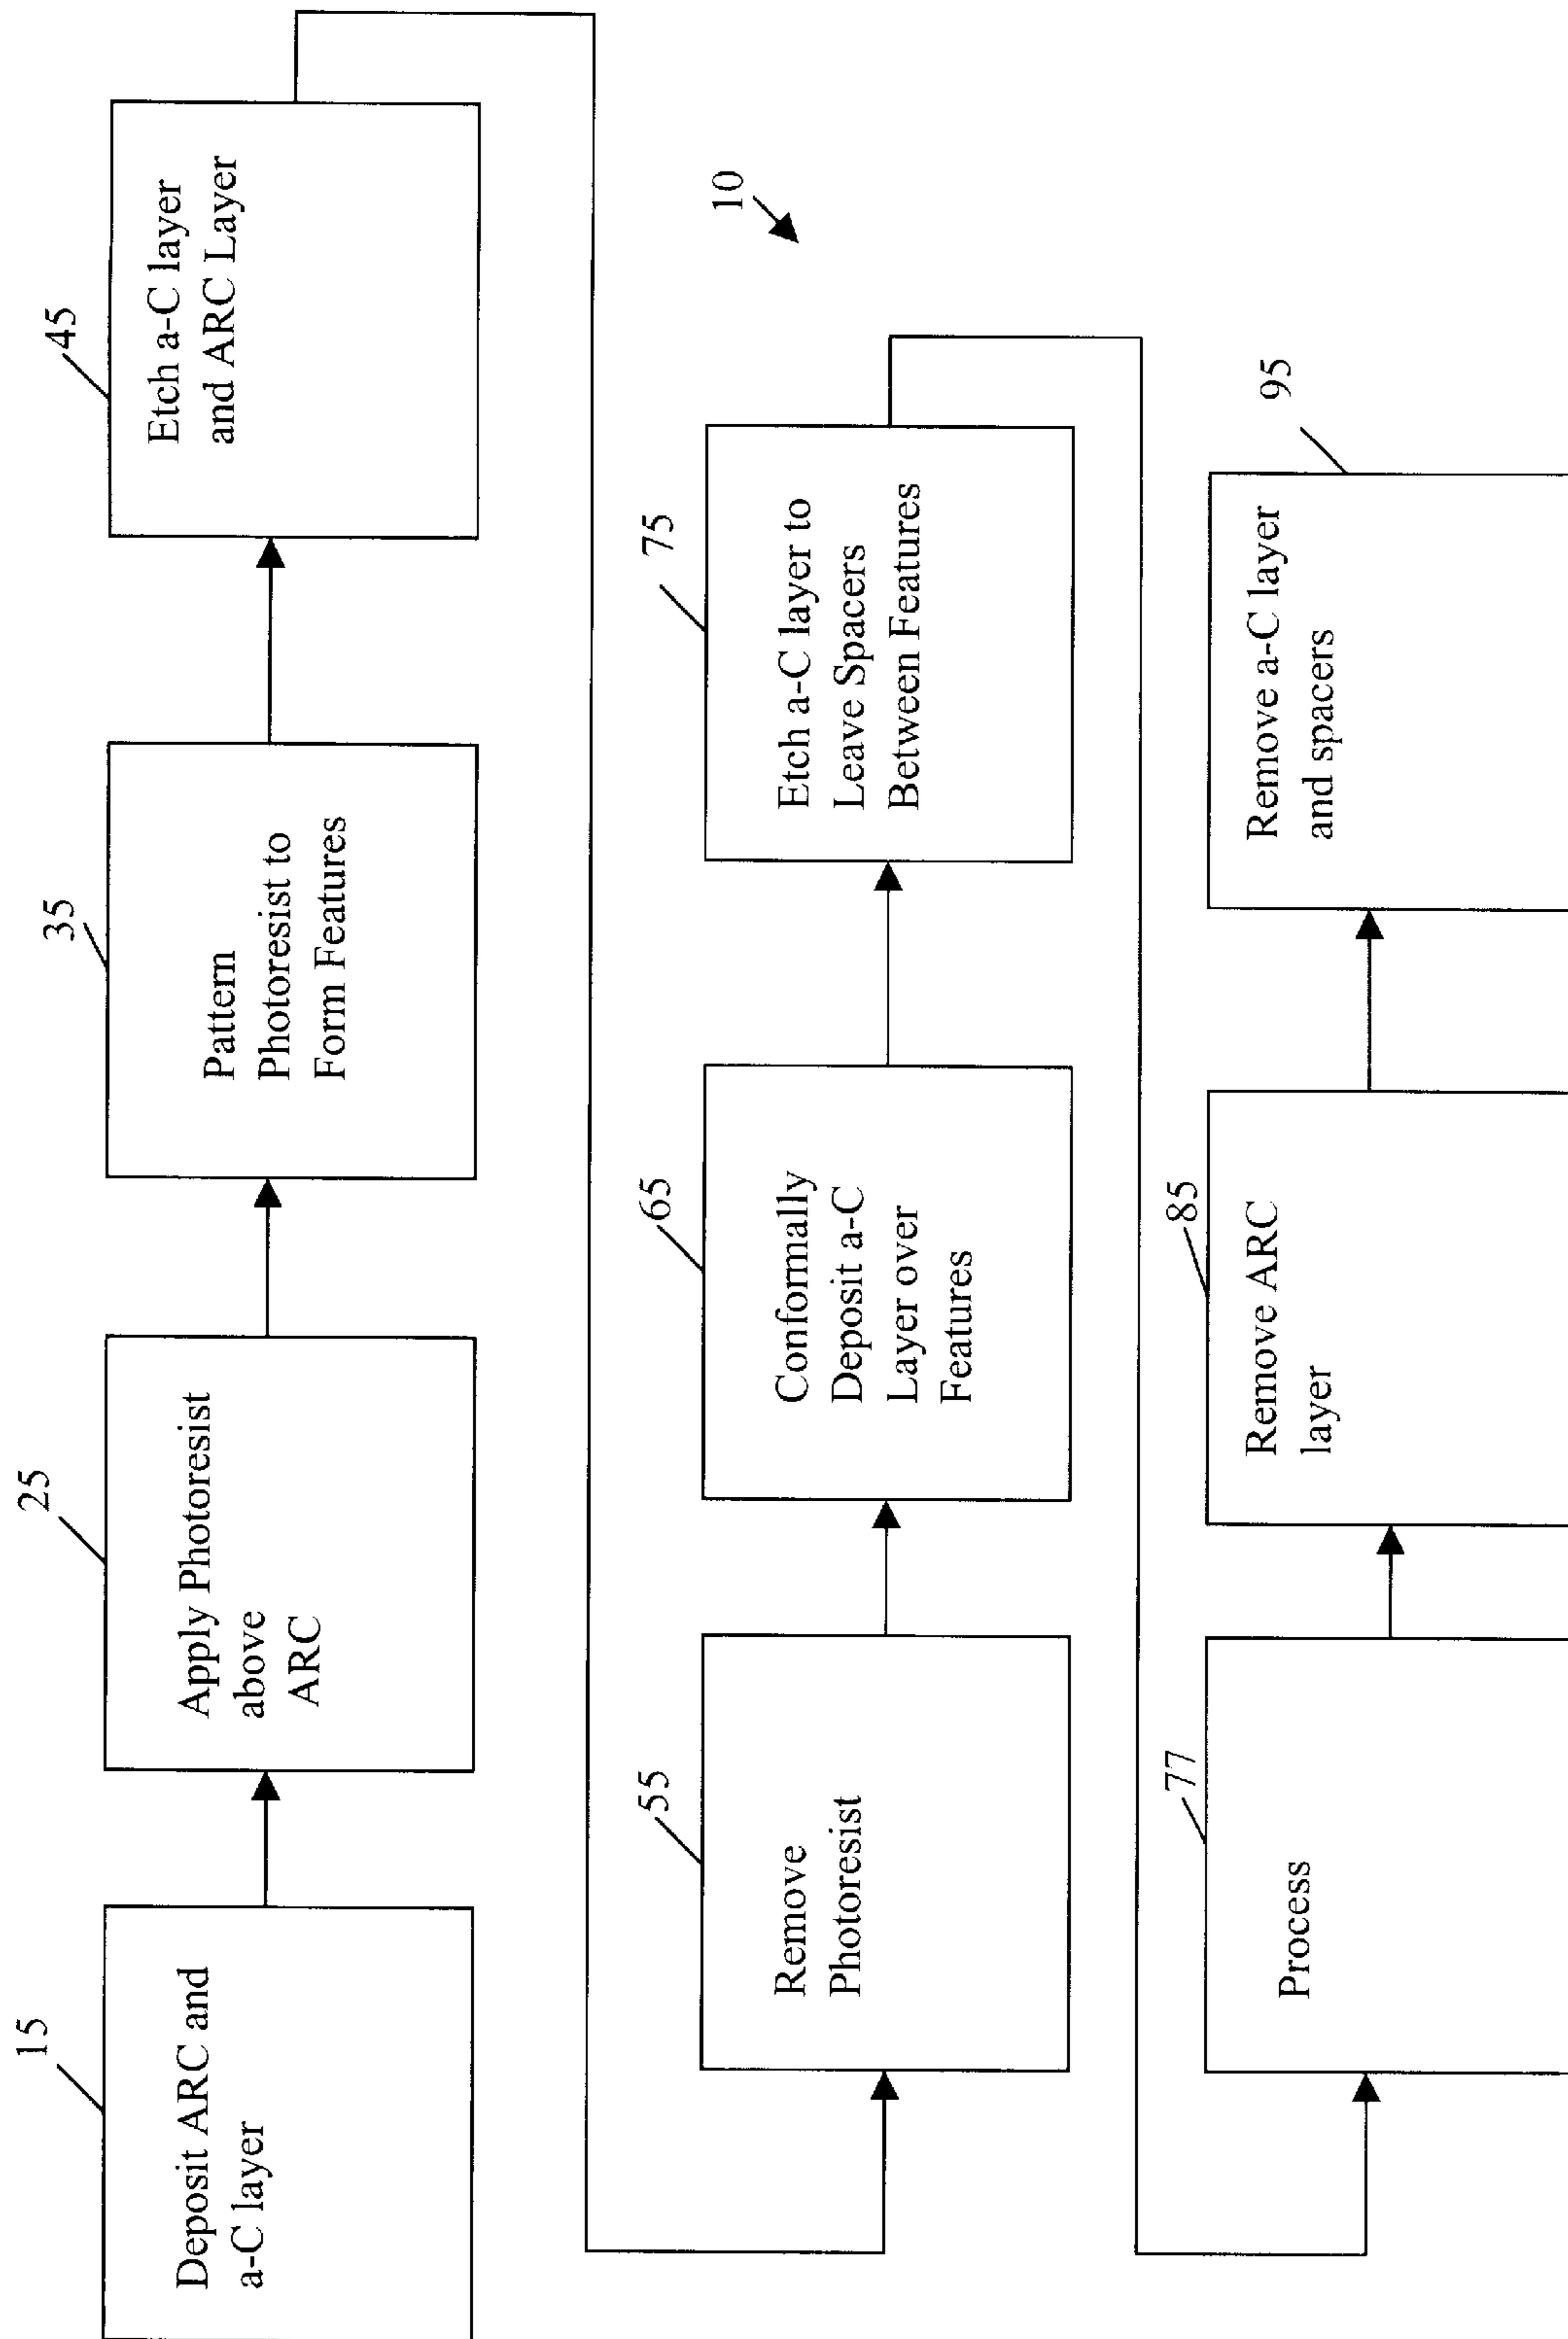 15
Deposit ARC and
a-C layer
25
Apply Photoresist
above
ARC
35
Pattern
Photoresist to
Form Features
45
Etch a-C layer
and ARC Layer
10
55
Remove
Photoresist
65
Conformally
Deposit a-C
Layer over
Features
75
Etch a-C layer to
Leave Spacers
Between Features
77
Process
85
Remove ARC
layer
95
Remove a-C layer
and spacers